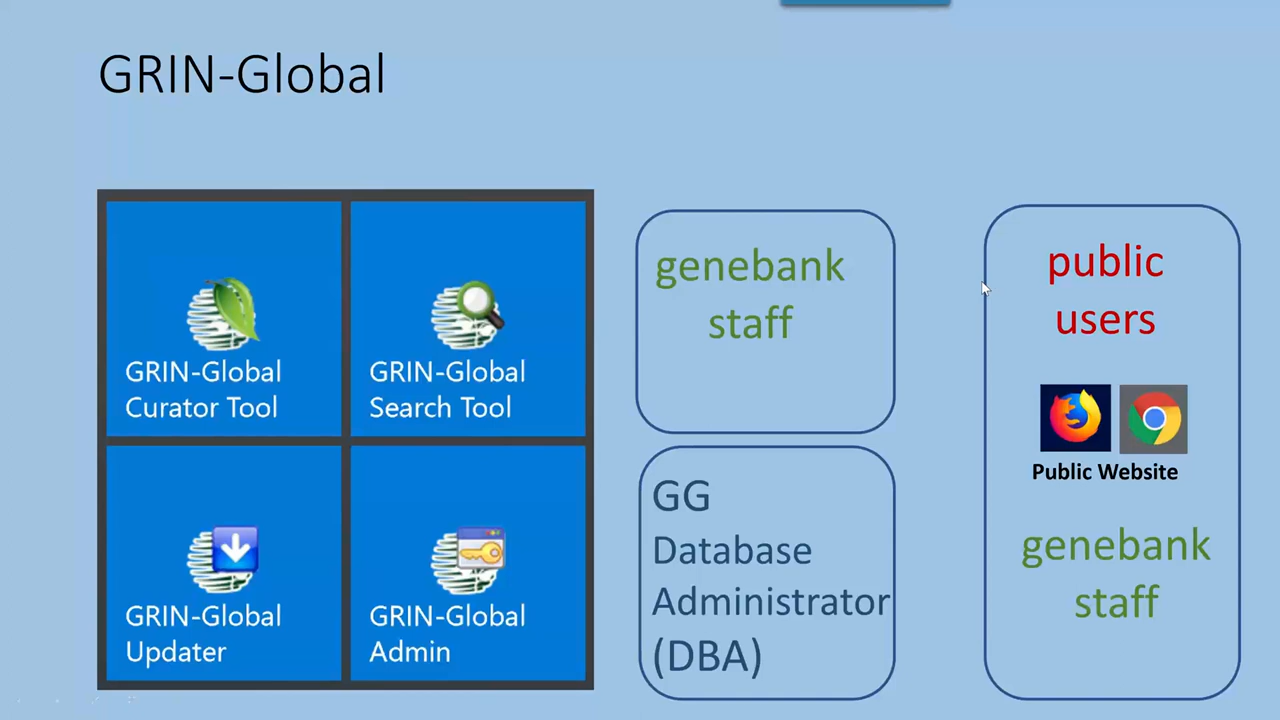 GRIN-Global
GRIN-Global
Curator Tool
GRIN-Global
Search Tool
GRIN-Global
Updater
GRIN-Global
Admin
genebank
staff
GG
Database
Administrator
(DBA)
public
users
Public Website
genebank
staff